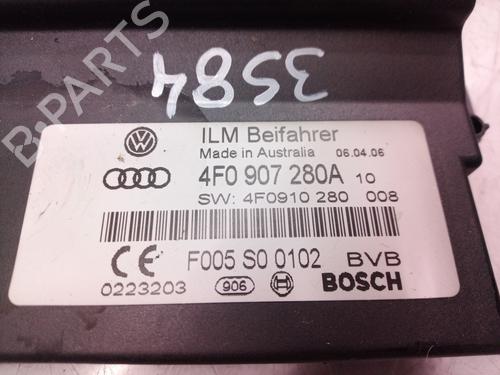 3584
B-Parts
ILM Beifahrer
Made in Australia 06.04.06
4F0 907 280A 10
SW: 4F0910 280 008
F005 S0 0102 BVB
0223203 906 BOSCH